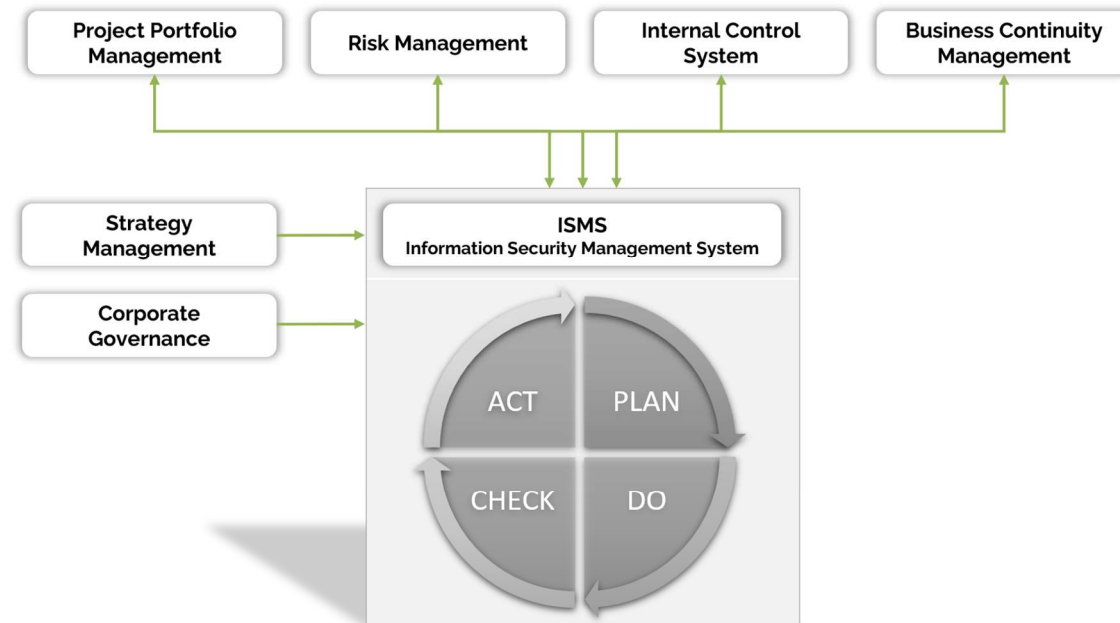 Project Portfolio
Management
Risk Management
Internal Control
System
Business Continuity
Management
Strategy
Management
ISMS
Information Security Management System
Corporate
Governance
ACT
PLAN
CHECK
DO